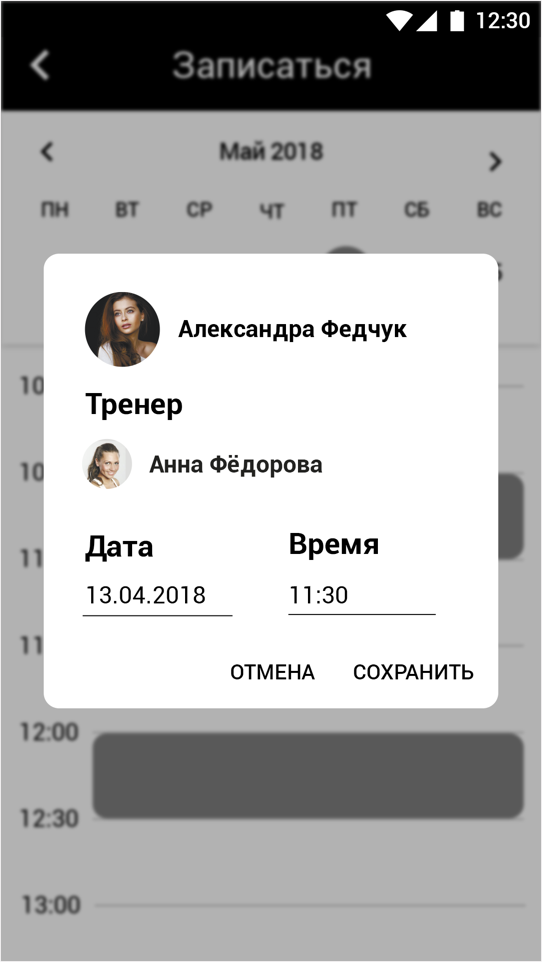 12:30
Записаться
Май 2018
ПН ВТ СР ЧТ ПТ СБ ВС
Александра Федчук
10
Тренер
10
Анна Фёдорова
11
Дата Время
13.04.2018 11:30
11
ОТМЕНА СОХРАНИТЬ
12:00
12:30
13:00